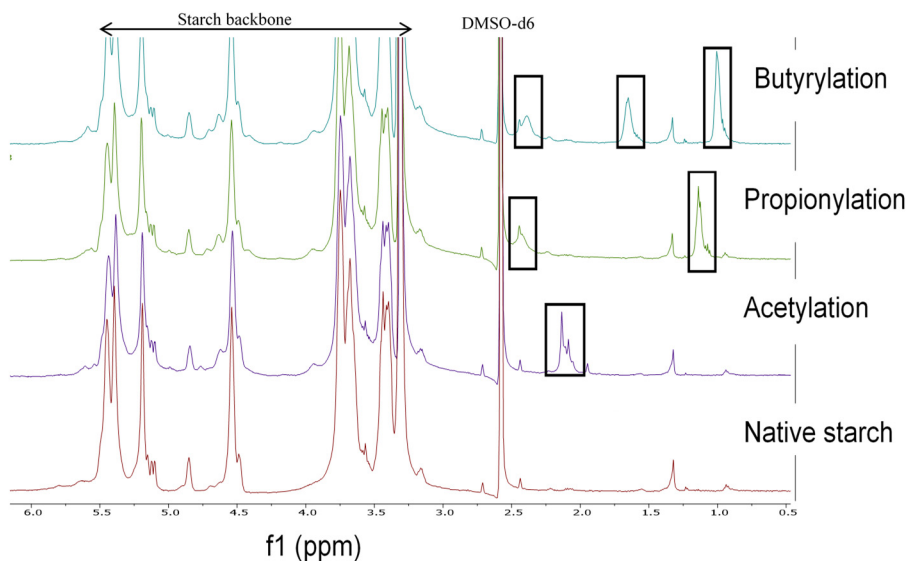 Starch backbone
DMSO-d6
Butyrylation
Propionylation
Acetylation
Native starch
6.0 5.5 5.0 4.5 4.0 3.5 3.0 2.5 2.0 1.5 1.0 0.5
f1 (ppm)